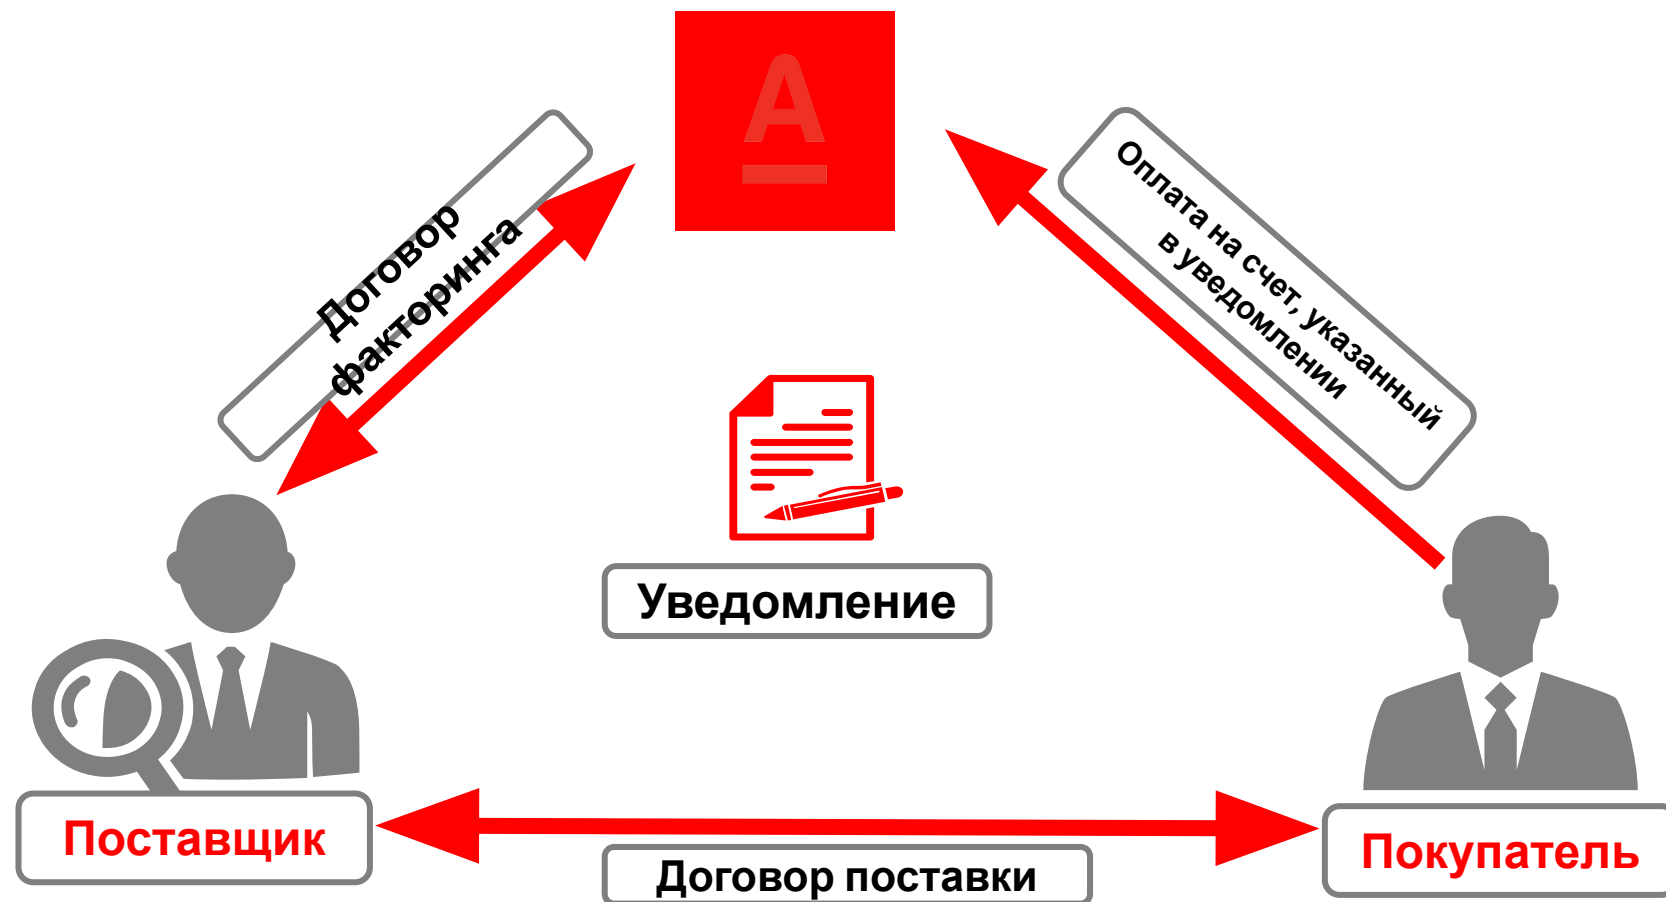 А
Договор
факторинга
Оплата на счет, указанный
в уведомлении
Уведомление
Поставщик
Договор поставки
Покупатель